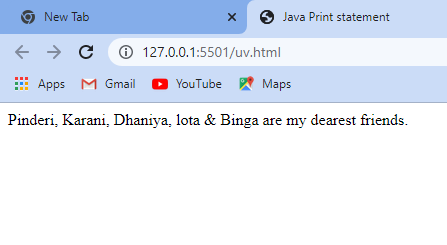 New Tab
Java Print statement
127.0.0.1:5501/uv.html
Apps Gmail YouTube Maps
Pinderi, Karani, Dhaniya, lota & Binga are my dearest friends.